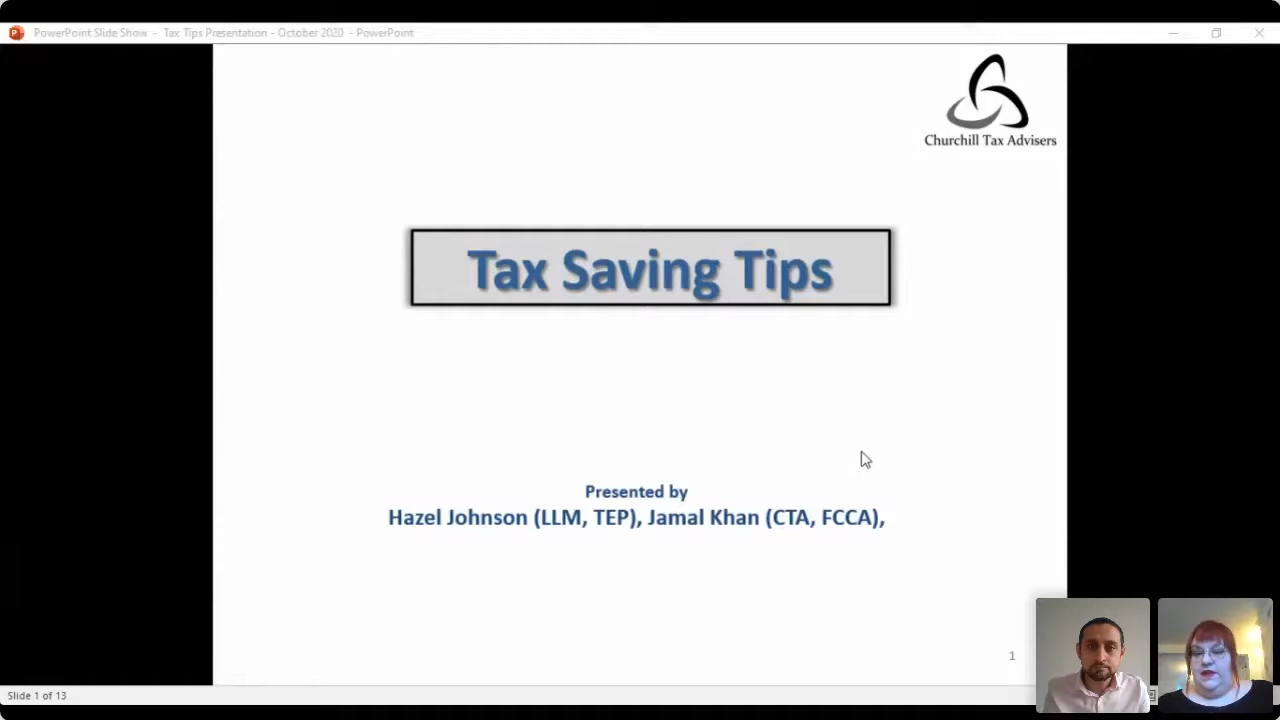 PowerPoint Slide Show - Tax Tips Presentation - October 2020 - PowerPoint
Churchill Tax Advisers
Tax Saving Tips
Presented by
Hazel Johnson (LLM, TEP), Jamal Khan (CTA, FCCA),
1
Slide 1 of 13